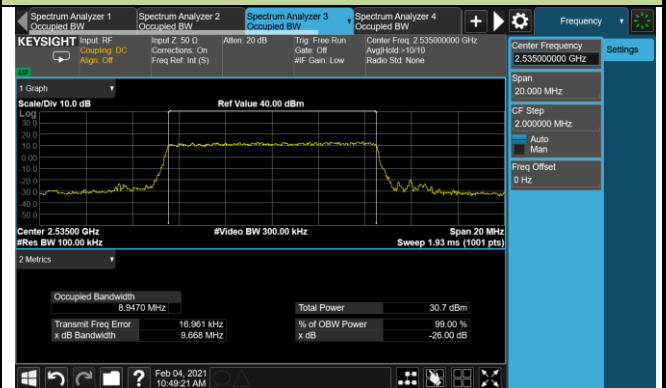 Spectrum Analyzer 1 Occupied BW
Spectrum Analyzer 2 Occupied BW
Spectrum Analyzer 3 Occupied BW
Spectrum Analyzer 4 Occupied BW
+
Frequency
KEYSIGHT
Input: RF
Coupling: DC
Align: Off
Input Z: 50 Ω
Corrections: On
Freq Ref: Int (S)
Atten: 20 dB
Trig: Free Run
Gate: Off
#IF Gain: Low
Center Freq: 2.535000000 GHz
Avg|Hold:>10/10
Radio Std: None
Center Frequency
2.535000000 GHz
Settings
Span
20.000 MHz
CF Step
2.000000 MHz
Auto
Man
Freq Offset
0 Hz
1 Graph
Scale/Div 10.0 dB
Ref Value 40.00 dBm
Log
30.0
20.0
10.0
0.00
-10.0
-20.0
-30.0
-40.0
-50.0
Center 2.53500 GHz
#Video BW 300.00 kHz
Span 20 MHz
#Res BW 100.00 kHz
Sweep 1.93 ms (1001 pts)
2 Metrics
Occupied Bandwidth
8.9470 MHz
Total Power
30.7 dBm
Transmit Freq Error
16.961 kHz
% of OBW Power
99.00 %
x dB Bandwidth
9.668 MHz
x dB
-26.00 dB
?
Feb 04, 2021
10:49:21 AM